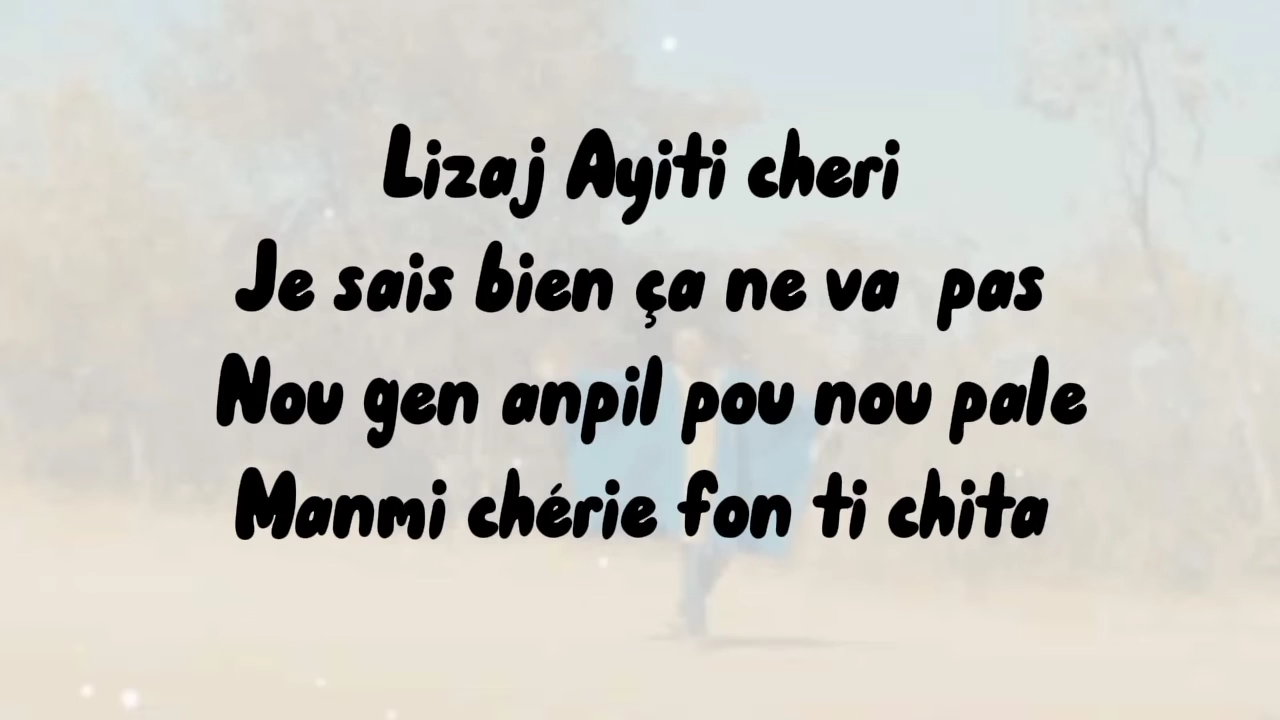 Lizaj Ayiti cheri
Je sais bien ça ne va pas
Nou gen anpil pou nou pale
Manmi chérie fon ti chita